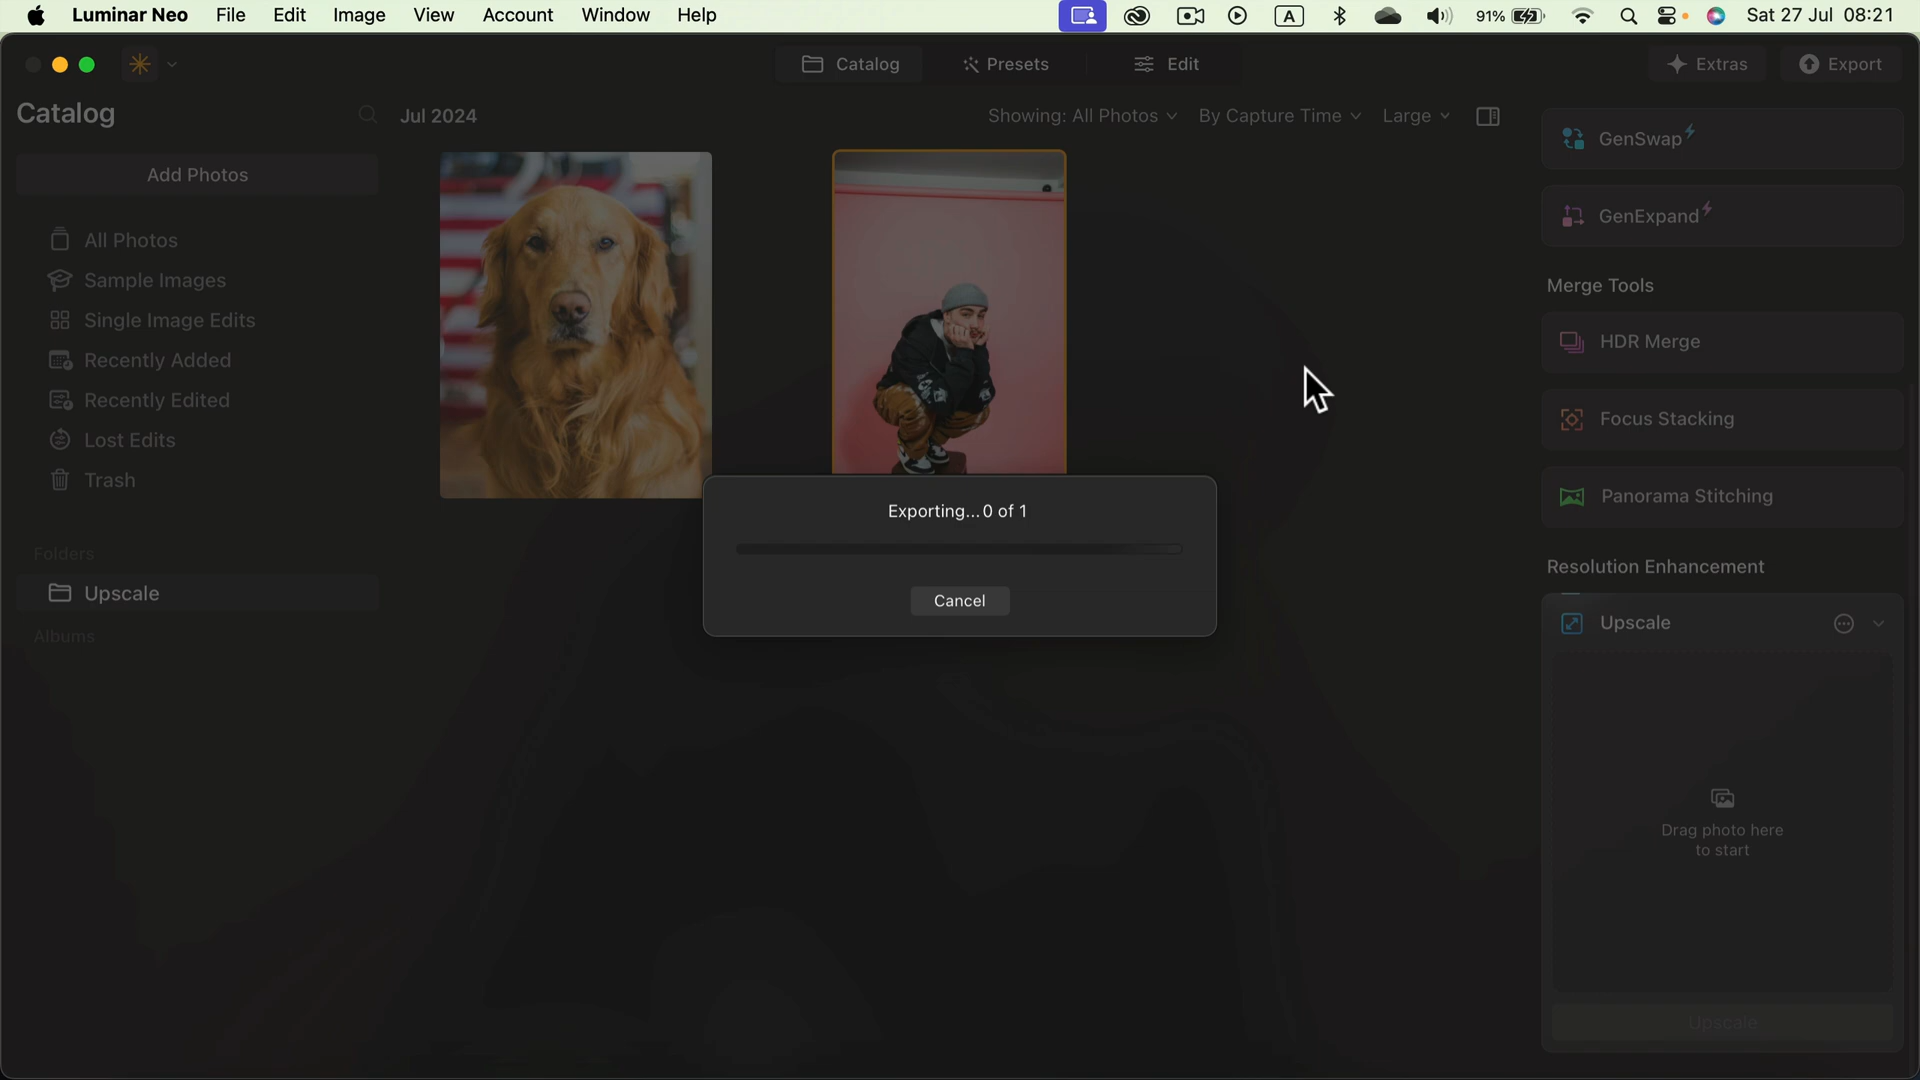 Luminar Neo File Edit Image View Account Window Help A 91% Sat 27 Jul 08:21
Catalog Presets Edit Extras Export
Catalog
Jul 2024 Showing: All Photos By Capture Time Large
Add Photos
All Photos
Sample Images
Single Image Edits
Recently Added
Recently Edited
Lost Edits
Trash
Folders
Upscale
Albums
Exporting...0 of 1
Cancel
GenSwap
GenExpand
Merge Tools
HDR Merge
Focus Stacking
Panorama Stitching
Resolution Enhancement
Upscale
Drag photo here
to start
Upscale